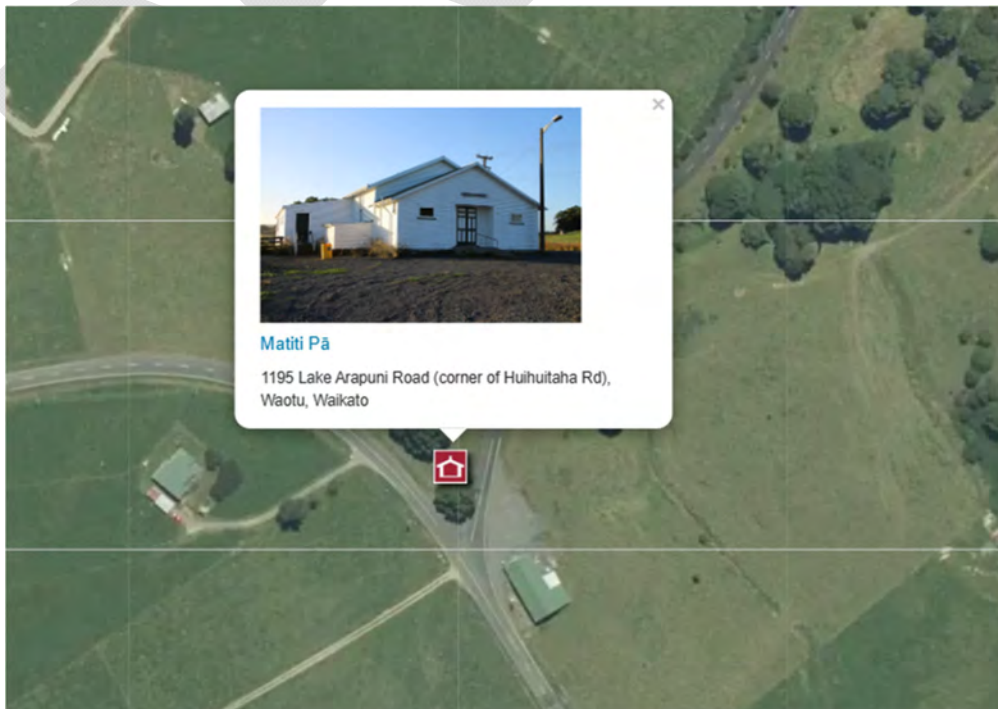 Matiti Pā
1195 Lake Arapuni Road (corner of Huihuitaha Rd),
Waotu, Waikato